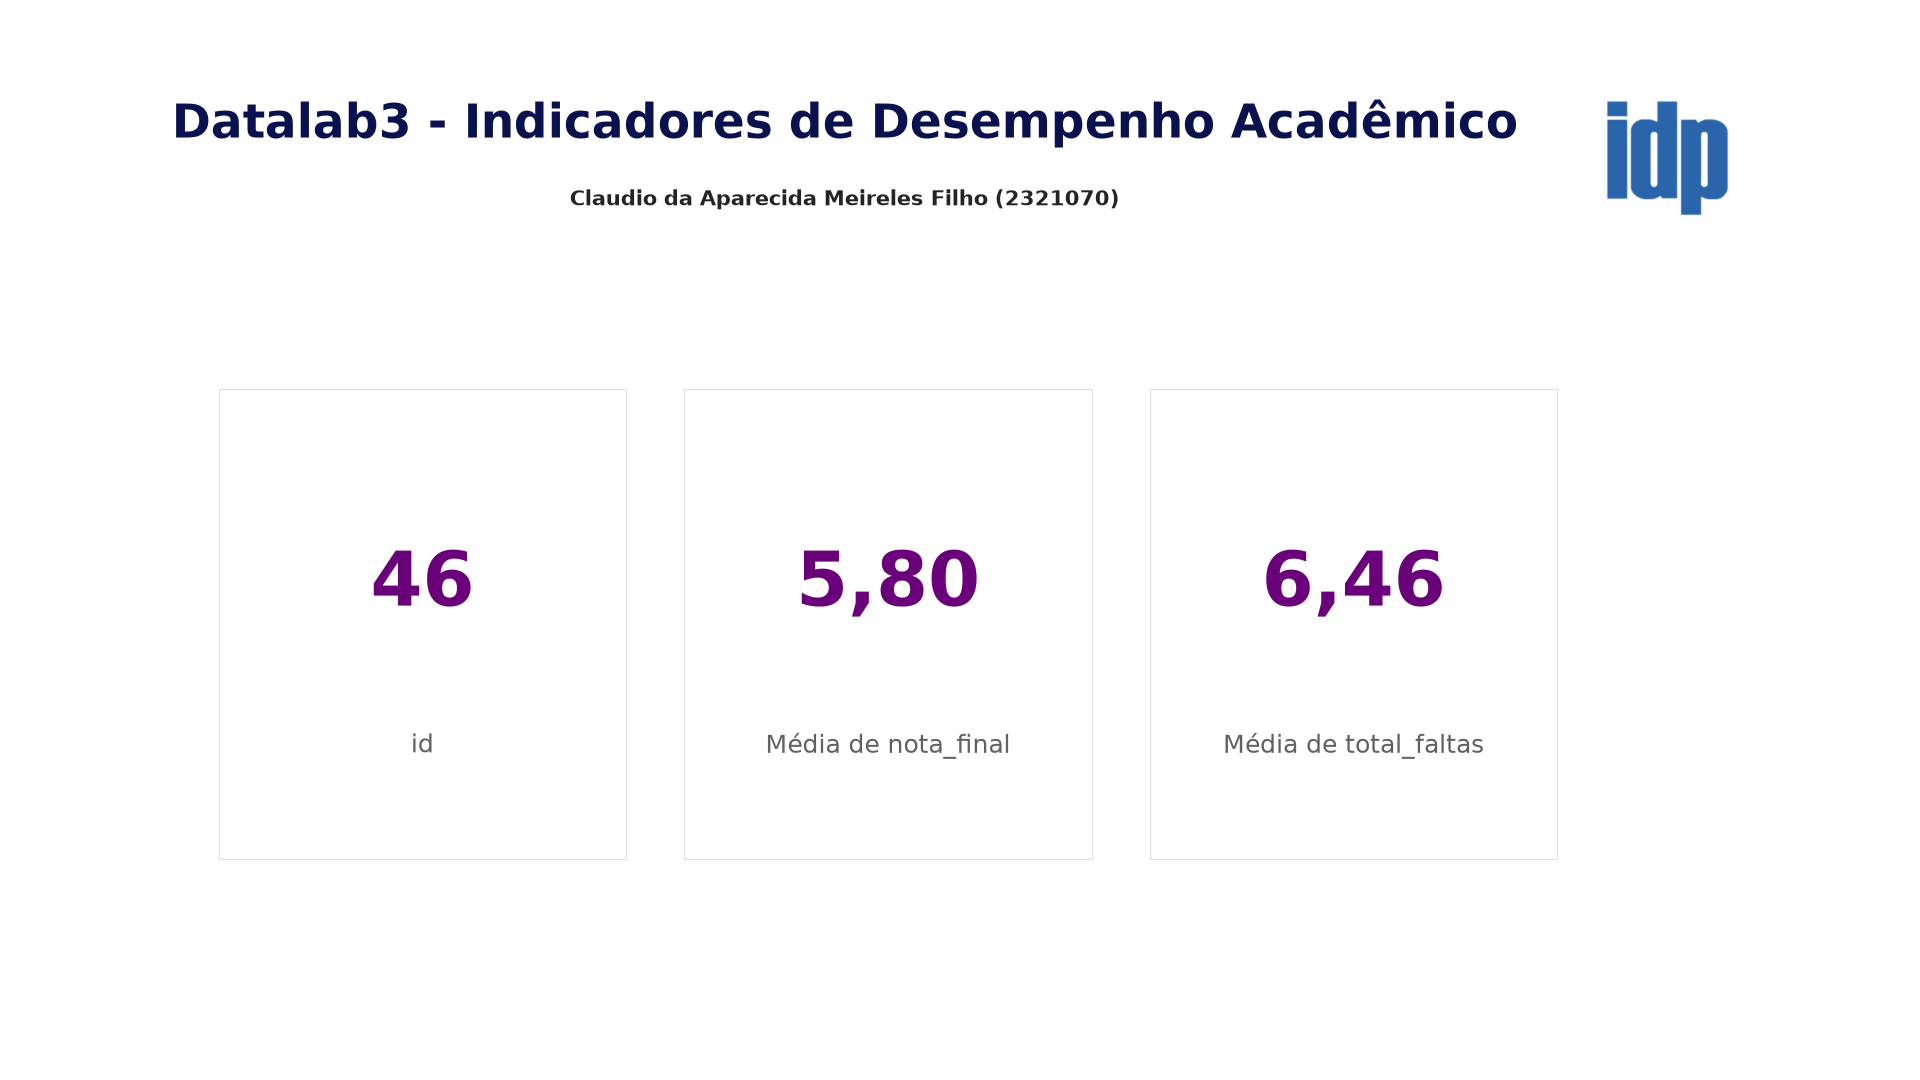 Datalab3 - Indicadores de Desempenho Acadêmico
idp
Claudio da Aparecida Meireles Filho (2321070)
46
id
5,80
Média de nota_final
6,46
Média de total_faltas